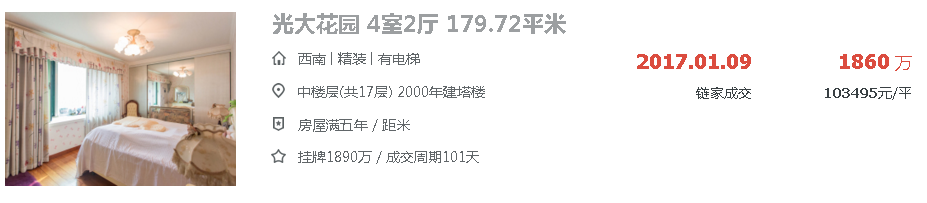 光大花园 4室2厅 179.72平米
西南 | 精装 | 有电梯
2017.01.09
1860 万
中楼层(共17层) 2000年建塔楼
链家成交
103495元/平
房屋满五年 / 距米
挂牌1890万 / 成交周期101天